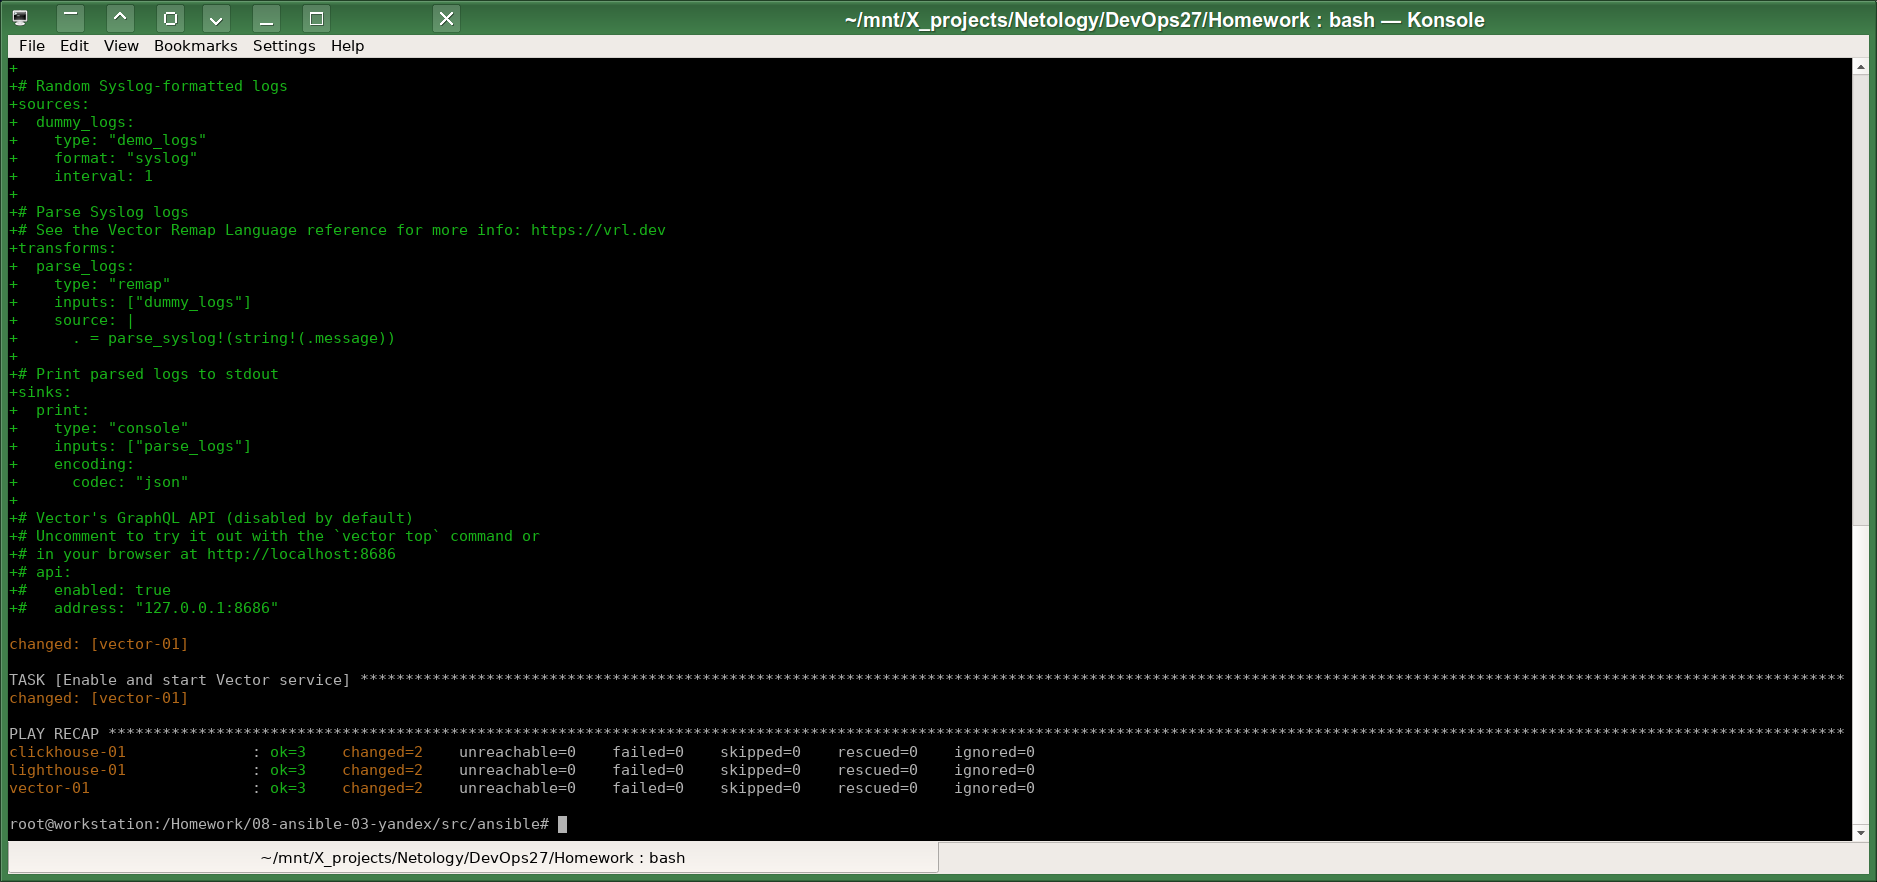 ~/mnt/X_projects/Netology/DevOps27/Homework : bash — Konsole
File Edit View Bookmarks Settings Help
+
+# Random Syslog-formatted logs
+sources:
+  dummy_logs:
+    type: "demo_logs"
+    format: "syslog"
+    interval: 1
+
+# Parse Syslog logs
+# See the Vector Remap Language reference for more info: https://vrl.dev
+transforms:
+  parse_logs:
+    type: "remap"
+    inputs: ["dummy_logs"]
+    source: |
+      . = parse_syslog!(string!(.message))
+
+# Print parsed logs to stdout
+sinks:
+  print:
+    type: "console"
+    inputs: ["parse_logs"]
+    encoding:
+      codec: "json"
+
+# Vector's GraphQL API (disabled by default)
+# Uncomment to try it out with the `vector top` command or
+# in your browser at http://localhost:8686
+# api:
+#   enabled: true
+#   address: "127.0.0.1:8686"
changed: [vector-01]
TASK [Enable and start Vector service] *********************************************************************************************************************************************************************
changed: [vector-01]
PLAY RECAP *************************************************************************************************************************************************************************************************
clickhouse-01              : ok=3    changed=2    unreachable=0    failed=0    skipped=0    rescued=0    ignored=0
lighthouse-01              : ok=3    changed=2    unreachable=0    failed=0    skipped=0    rescued=0    ignored=0
vector-01                  : ok=3    changed=2    unreachable=0    failed=0    skipped=0    rescued=0    ignored=0
root@workstation:/Homework/08-ansible-03-yandex/src/ansible#
~/mnt/X_projects/Netology/DevOps27/Homework : bash